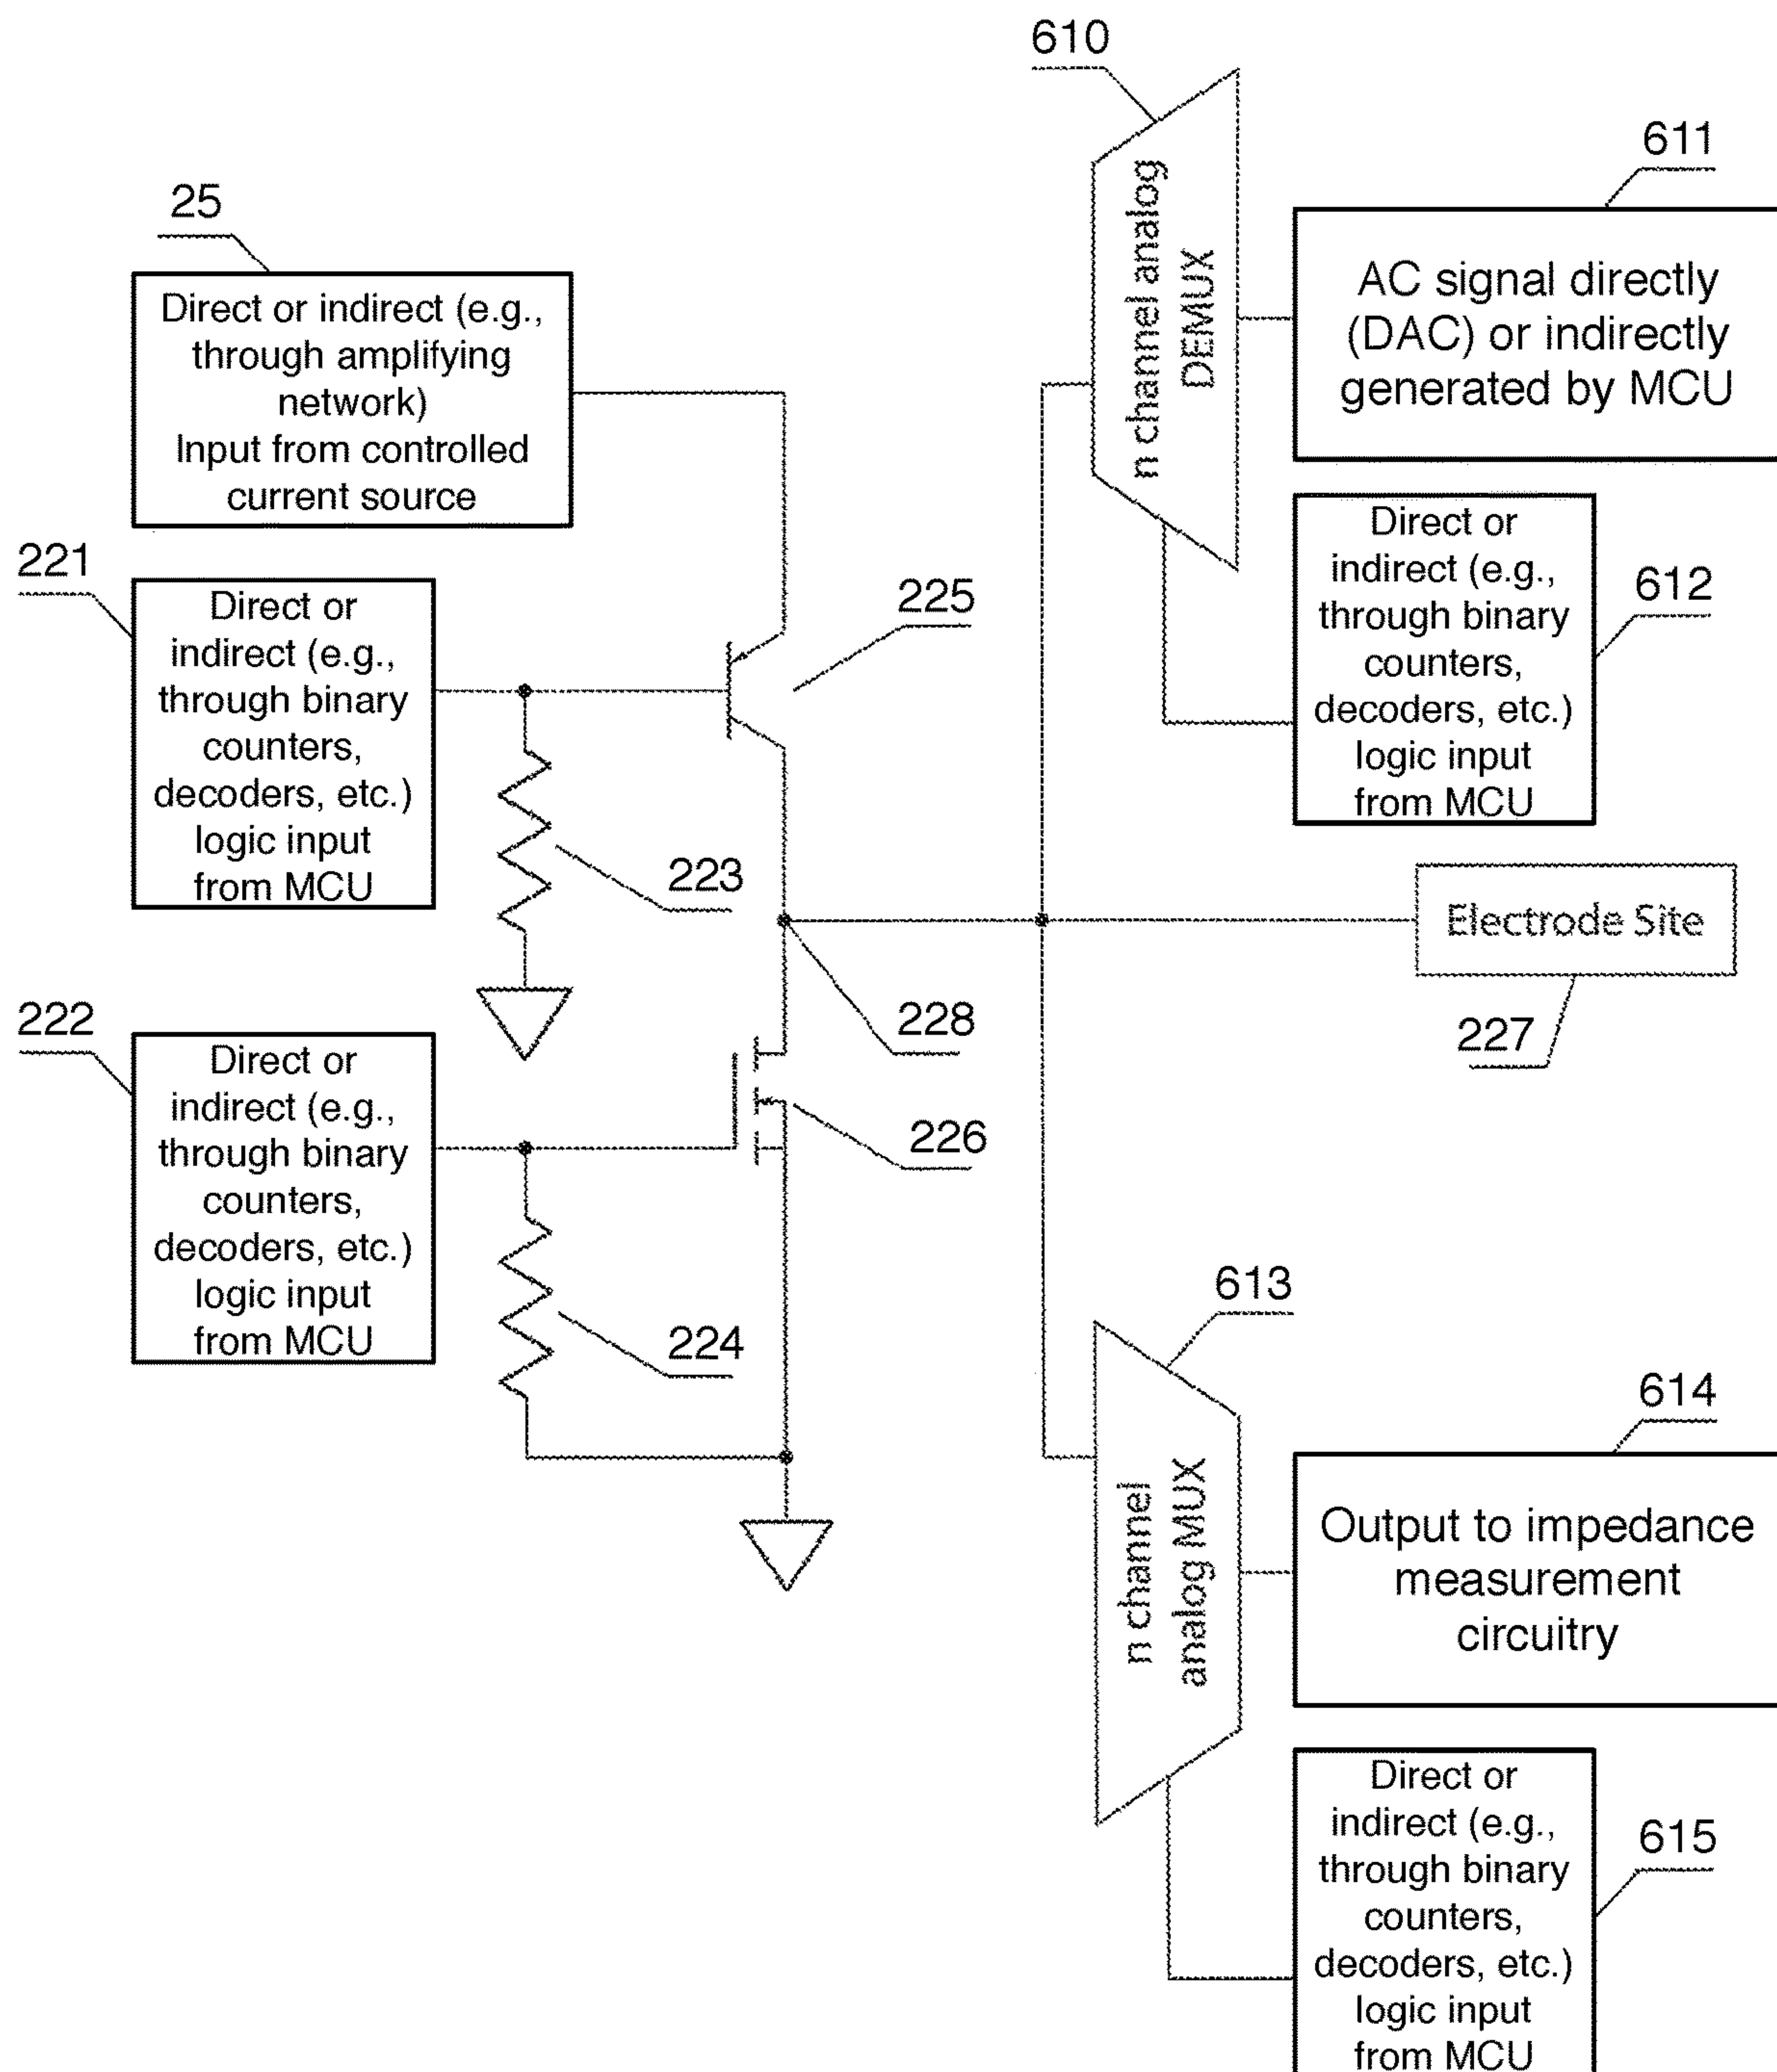 610
n channel analog
DEMUX
611
AC signal directly
(DAC) or indirectly
generated by MCU
25
Direct or indirect (e.g.,
through amplifying
network)
Input from controlled
current source
221
Direct or
indirect (e.g.,
through binary
counters,
decoders, etc.)
logic input
from MCU
225
Direct or
indirect (e.g.,
through binary
counters,
decoders, etc.)
logic input
from MCU
612
223
Electrode Site
227
228
222
Direct or
indirect (e.g.,
through binary
counters,
decoders, etc.)
logic input
from MCU
226
224
613
n channel
analog MUX
614
Output to impedance
measurement
circuitry
Direct or
indirect (e.g.,
through binary
counters,
decoders, etc.)
logic input
from MCU
615